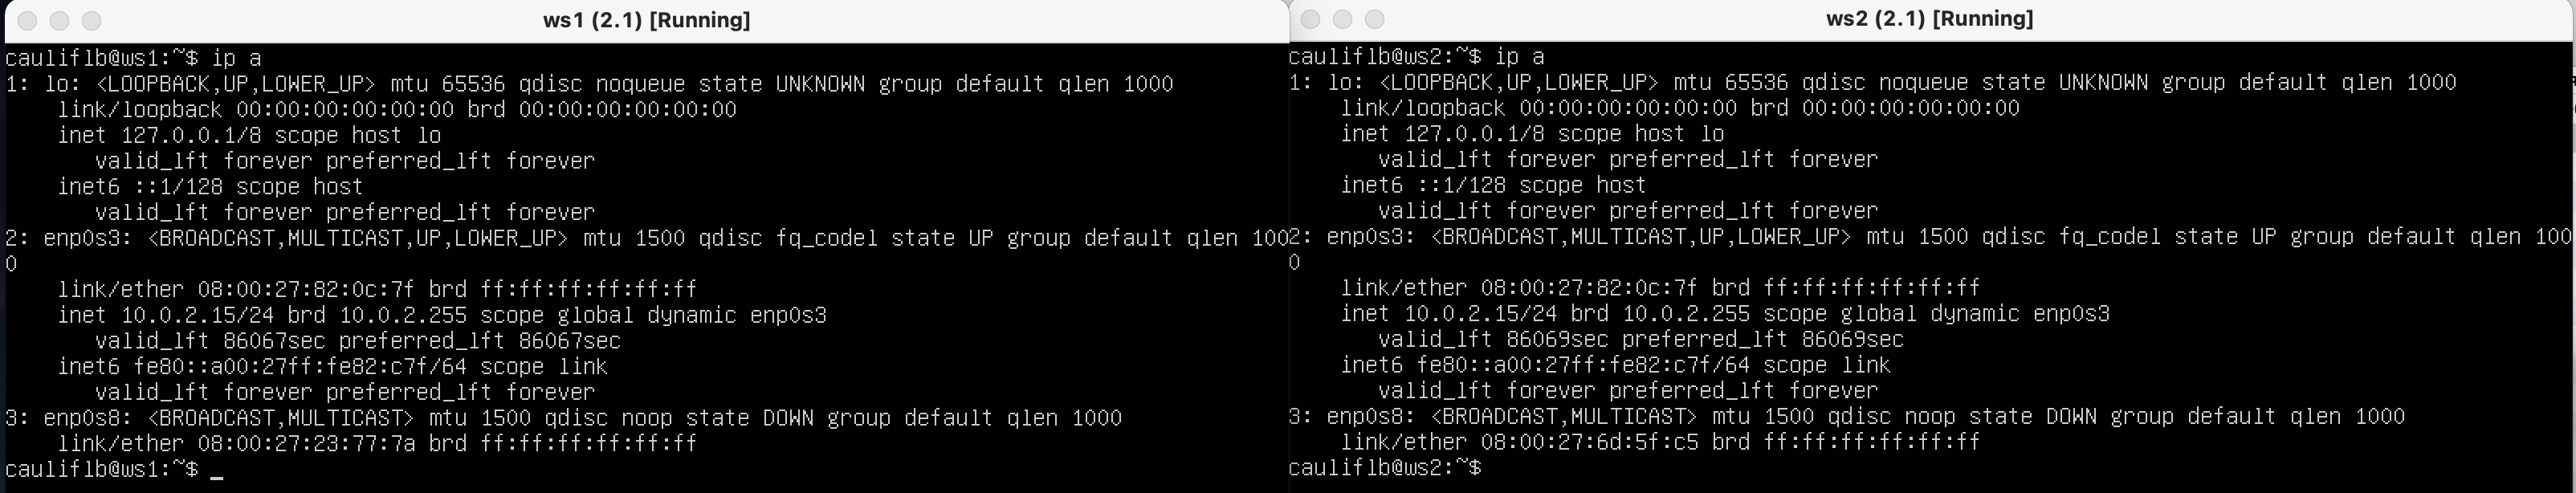 ws1 (2.1) [Running]
cauliflb@ws1:~$ ip a
1: lo: <LOOPBACK,UP,LOWER_UP> mtu 65536 qdisc noqueue state UNKNOWN group default qlen 1000
link/loopback 00:00:00:00:00:00 brd 00:00:00:00:00:00
inet 127.0.0.1/8 scope host lo
valid_lft forever preferred_lft forever
inet6 ::1/128 scope host
valid_lft forever preferred_lft forever
2: enp0s3: <BROADCAST,MULTICAST,UP,LOWER_UP> mtu 1500 qdisc fq_codel state UP group default qlen 100
0
link/ether 08:00:27:82:0c:7f brd ff:ff:ff:ff:ff:ff
inet 10.0.2.15/24 brd 10.0.2.255 scope global dynamic enp0s3
valid_lft 86067sec preferred_lft 86067sec
inet6 fe80::a00:27ff:fe82:c7f/64 scope link
valid_lft forever preferred_lft forever
3: enp0s8: <BROADCAST,MULTICAST> mtu 1500 qdisc noop state DOWN group default qlen 1000
link/ether 08:00:27:23:77:7a brd ff:ff:ff:ff:ff:ff
cauliflb@ws1:~$ _
ws2 (2.1) [Running]
cauliflb@ws2:~$ ip a
1: lo: <LOOPBACK,UP,LOWER_UP> mtu 65536 qdisc noqueue state UNKNOWN group default qlen 1000
link/loopback 00:00:00:00:00:00 brd 00:00:00:00:00:00
inet 127.0.0.1/8 scope host lo
valid_lft forever preferred_lft forever
inet6 ::1/128 scope host
valid_lft forever preferred_lft forever
2: enp0s3: <BROADCAST,MULTICAST,UP,LOWER_UP> mtu 1500 qdisc fq_codel state UP group default qlen 100
0
link/ether 08:00:27:82:0c:7f brd ff:ff:ff:ff:ff:ff
inet 10.0.2.15/24 brd 10.0.2.255 scope global dynamic enp0s3
valid_lft 86069sec preferred_lft 86069sec
inet6 fe80::a00:27ff:fe82:c7f/64 scope link
valid_lft forever preferred_lft forever
3: enp0s8: <BROADCAST,MULTICAST> mtu 1500 qdisc noop state DOWN group default qlen 1000
link/ether 08:00:27:6d:5f:c5 brd ff:ff:ff:ff:ff:ff
cauliflb@ws2:~$